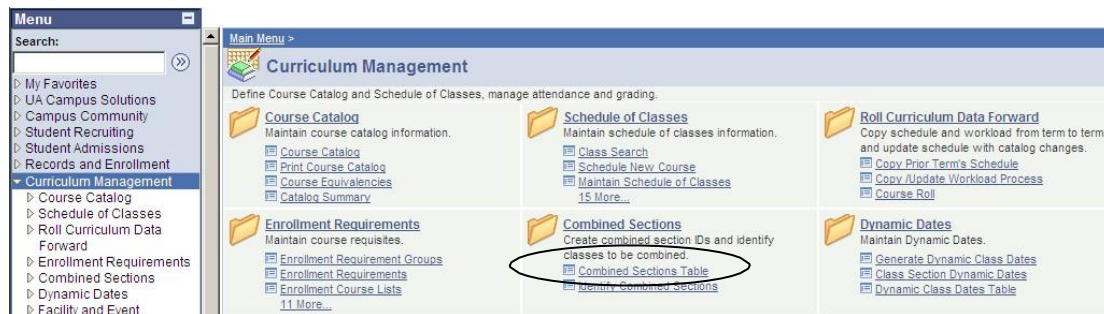 Menu
Search:
My Favorites
UA Campus Solutions
Campus Community
Student Recruiting
Student Admissions
Records and Enrollment
Curriculum Management
Course Catalog
Schedule of Classes
Roll Curriculum Data
Forward
Enrollment Requirements
Combined Sections
Dynamic Dates
Facility and Event
Main Menu >
Curriculum Management
Define Course Catalog and Schedule of Classes, manage attendance and grading.
Course Catalog
Maintain course catalog information.
Course Catalog
Print Course Catalog
Course Equivalencies
Catalog Summary
Schedule of Classes
Maintain schedule of classes information.
Class Search
Schedule New Course
Maintain Schedule of Classes
15 More...
Roll Curriculum Data Forward
Copy schedule and workload from term to term
and update schedule with catalog changes.
Copy Prior Term's Schedule
Copy /Update Workload Process
Course Roll
Enrollment Requirements
Maintain course requisites.
Enrollment Requirement Groups
Enrollment Requirements
Enrollment Course Lists
11 More...
Combined Sections
Create combined section IDs and identify
classes to be combined.
Combined Sections Table
Identify Combined Sections
Dynamic Dates
Maintain Dynamic Dates.
Generate Dynamic Class Dates
Class Section Dynamic Dates
Dynamic Class Dates Table